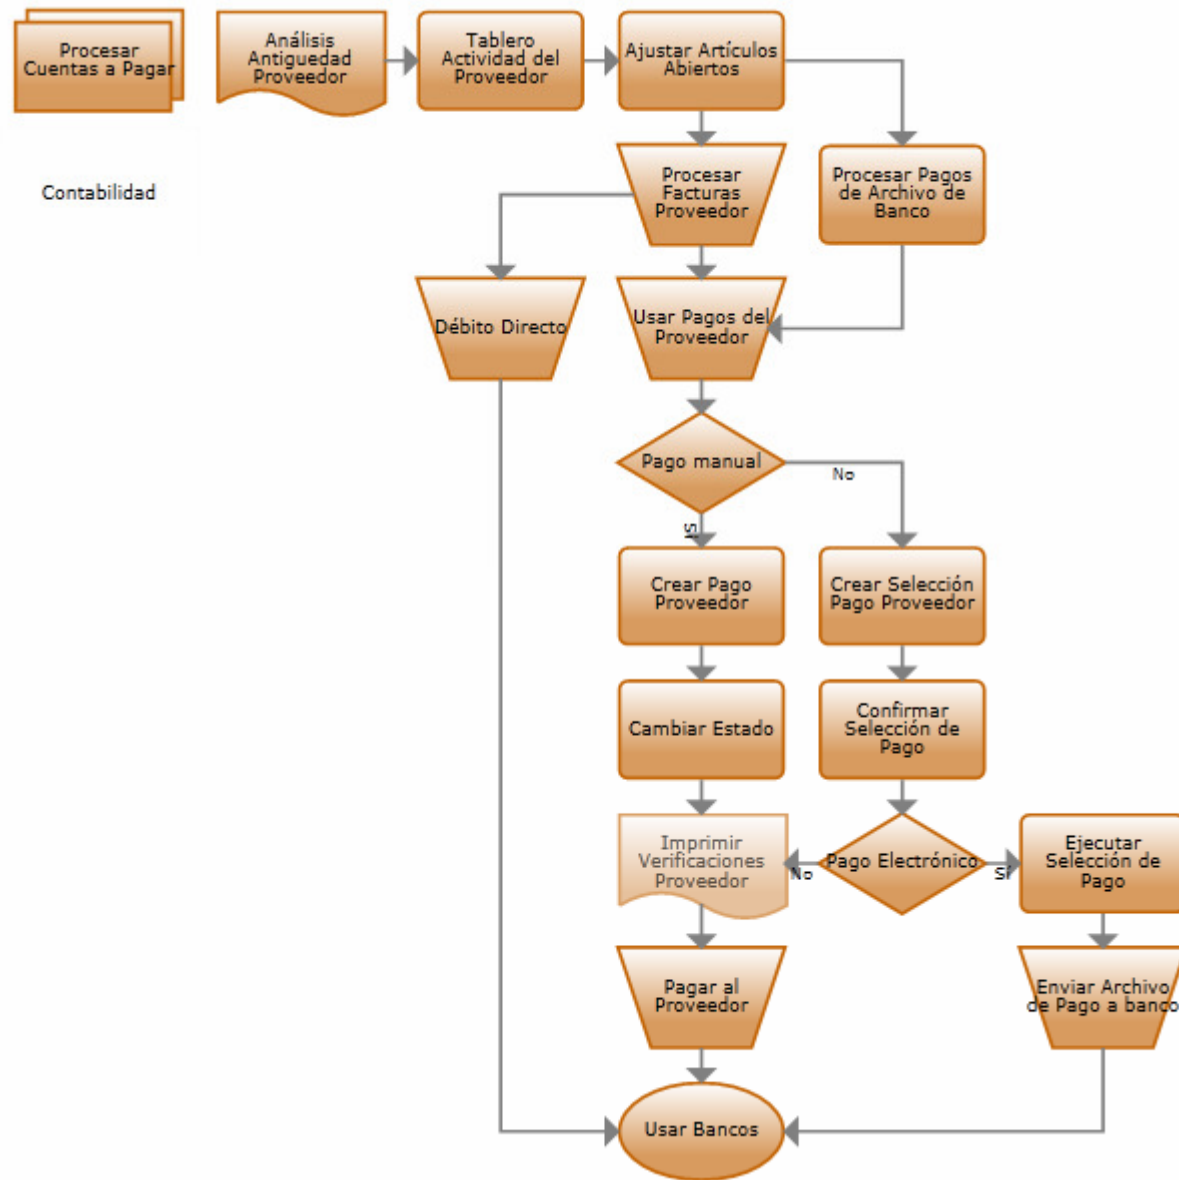 Procesar
Cuentas a Pagar
Análisis
Antiguedad
Proveedor
Tablero
Actividad del
Proveedor
Ajustar Artículos
Abiertos
Contabilidad
Procesar
Facturas
Proveedor
Procesar Pagos
de Archivo de
Banco
Débito Directo
Usar Pagos del
Proveedor
Pago manual
No
Sí
Crear Pago
Proveedor
Crear Selección
Pago Proveedor
Cambiar Estado
Confirmar
Selección de
Pago
Imprimir
Verificaciones
Proveedor
No
Pago Electrónico
Sí
Ejecutar
Selección de
Pago
Pagar al
Proveedor
Enviar Archivo
de Pago a banco
Usar Bancos